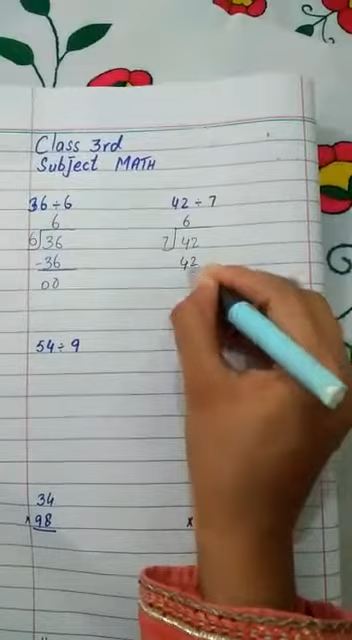 Class 3rd
Subject MATH
36 ÷ 6 42 ÷ 7
6 6
6)36 7)42
-36 42
00
54 ÷ 9
34
×98 ×